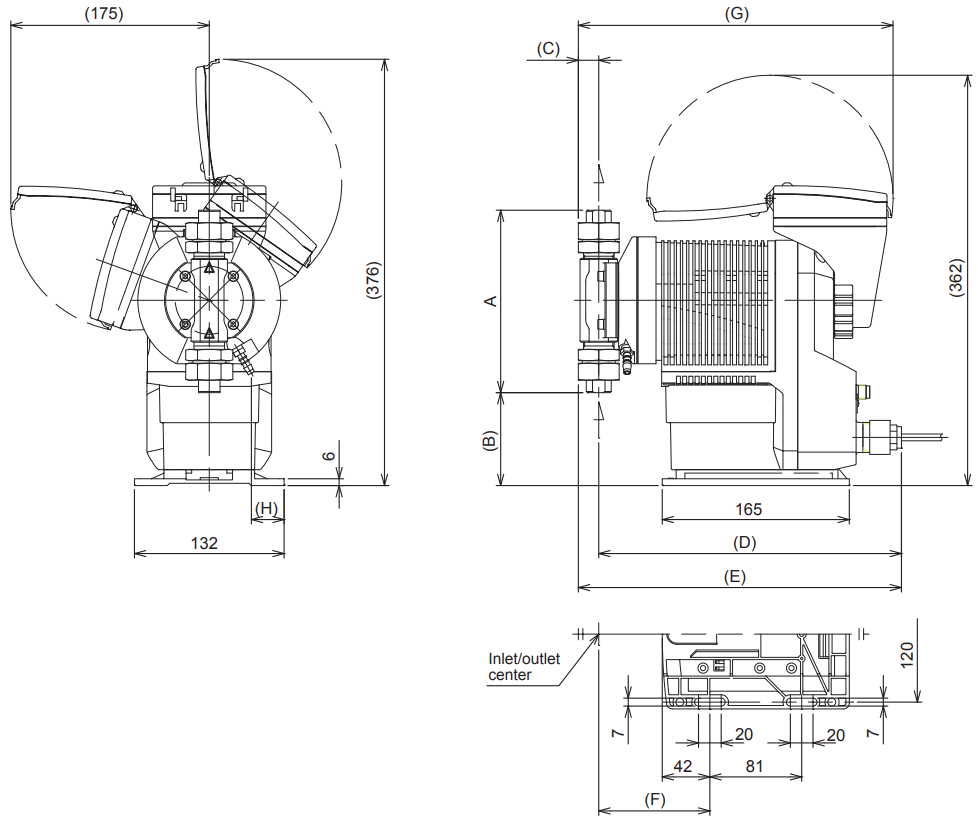 (175)
(G)
(C)
(376)
(362)
A
(B)
6
(H)
132
165
(D)
(E)
Inlet/outlet
center
120
7
20
20
7
42
81
(F)